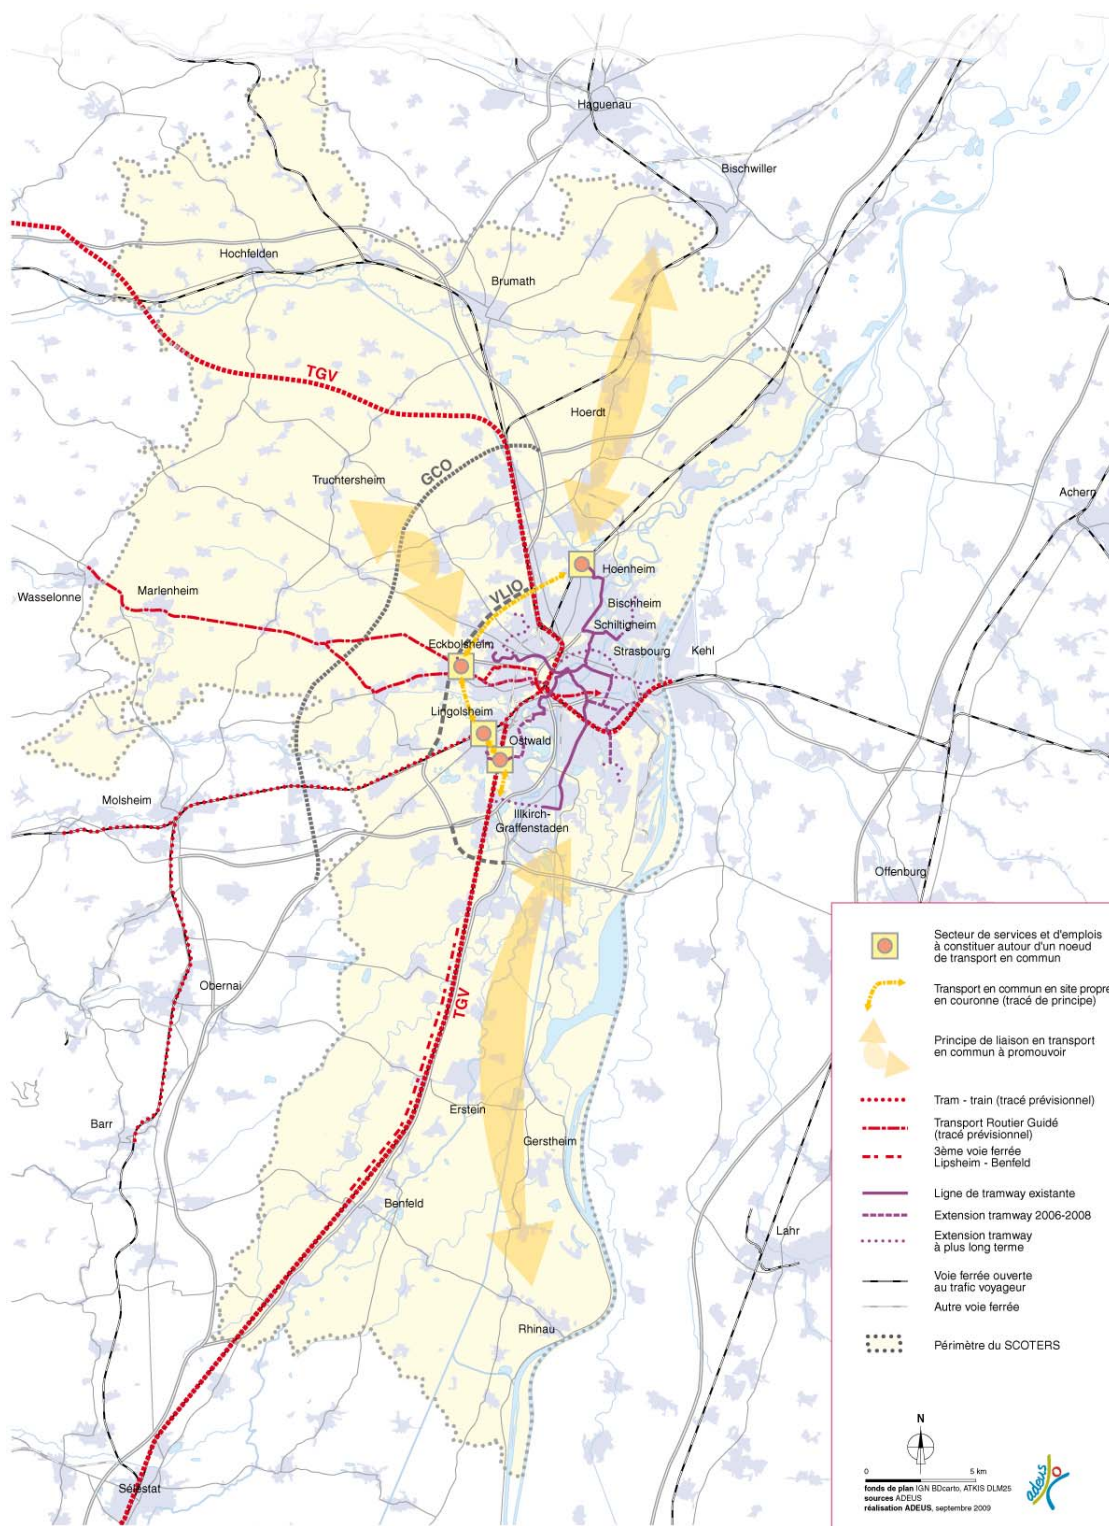 Haguenau
Bischwiller
Hochfelden
Brumath
TGV
Hoerdt
GCO
Truchtersheim
Achern
Hoenheim
Wasselonne
Marlenheim
VLIO
Bischheim
Schiltigheim
Eckbolsheim
Strasbourg
Kehl
Lingolsheim
Ostwald
Molsheim
Illkirch-
Graffenstaden
Offenburg
Obernai
TGV
Erstein
Barr
Gerstheim
Benfeld
Lahr
Rhinau
Sélestat
Secteur de services et d'emplois
à constituer autour d'un noeud
de transport en commun
Transport en commun en site propre
en couronne (tracé de principe)
Principe de liaison en transport
en commun à promouvoir
Tram - train (tracé prévisionnel)
Transport Routier Guidé
(tracé prévisionnel)
3ème voie ferrée
Lipsheim - Benfeld
Ligne de tramway existante
Extension tramway 2006-2008
Extension tramway
à plus long terme
Voie ferrée ouverte
au trafic voyageur
Autre voie ferrée
Périmètre du SCOTERS
N
0 5 km
fonds de plan IGN BDcarto, ATKIS DLM25
sources ADEUS
réalisation ADEUS, septembre 2009
adeus